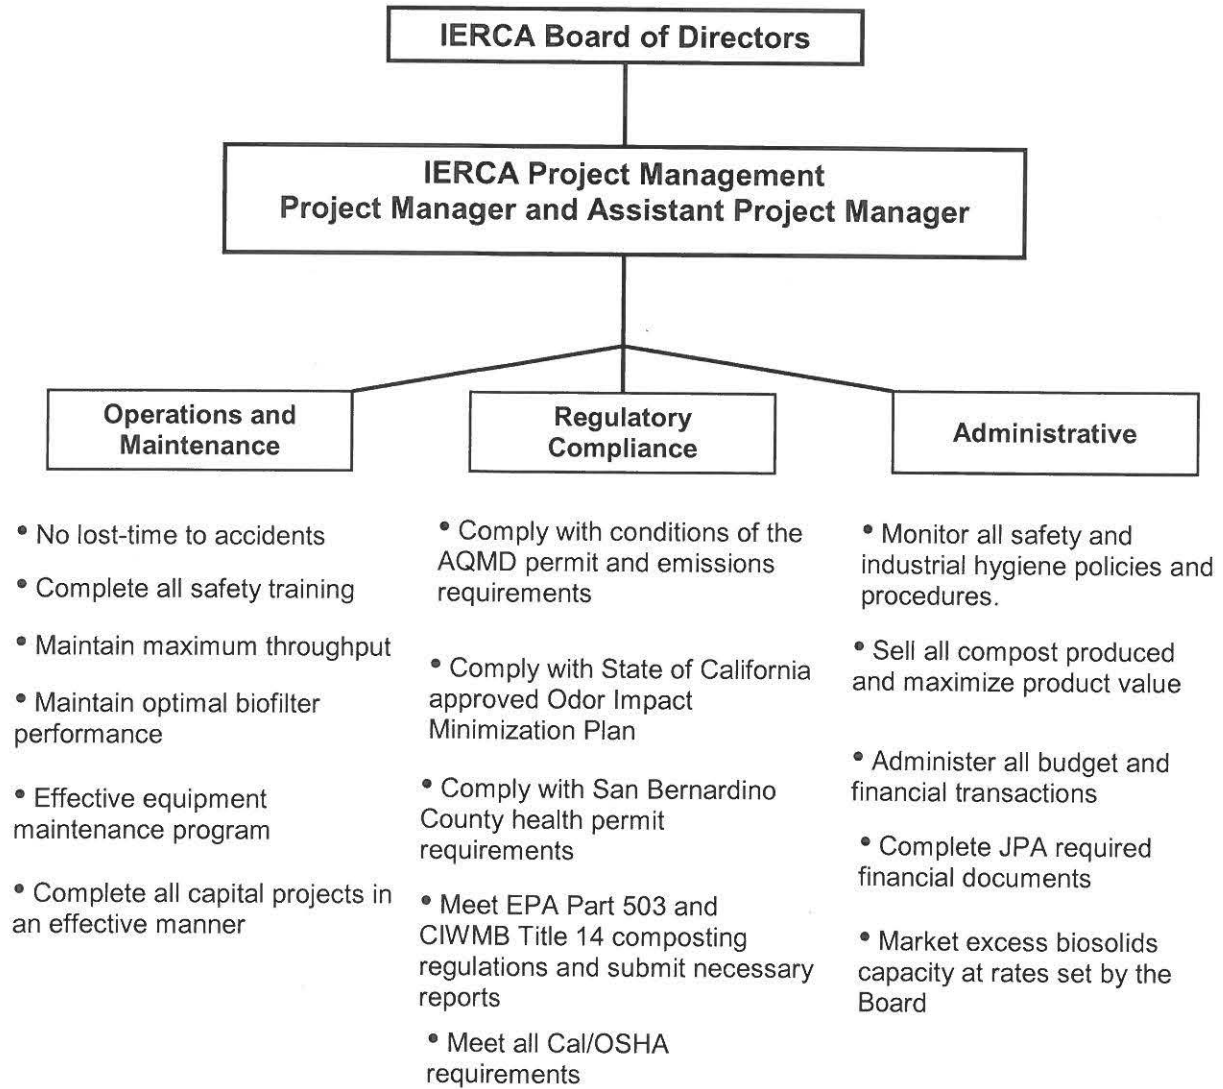 IERCA Board of Directors
IERCA Project Management
Project Manager and Assistant Project Manager
Operations and
Maintenance
• No lost-time to accidents
• Complete all safety training
• Maintain maximum throughput
• Maintain optimal biofilter
performance
• Effective equipment
maintenance program
• Complete all capital projects in
an effective manner
Regulatory
Compliance
• Comply with conditions of the
AQMD permit and emissions
requirements
• Comply with State of California
approved Odor Impact
Minimization Plan
• Comply with San Bernardino
County health permit
requirements
• Meet EPA Part 503 and
CIWMB Title 14 composting
regulations and submit necessary
reports
• Meet all Cal/OSHA
requirements
Administrative
• Monitor all safety and
industrial hygiene policies and
procedures.
• Sell all compost produced
and maximize product value
• Administer all budget and
financial transactions
• Complete JPA required
financial documents
• Market excess biosolids
capacity at rates set by the
Board